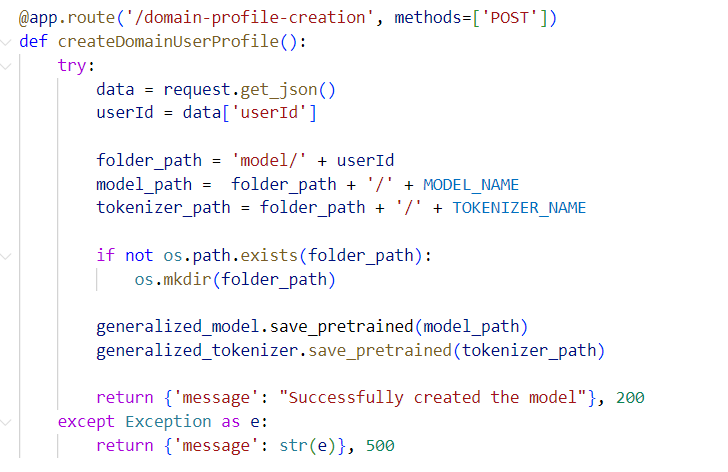 @app.route('/domain-profile-creation', methods=['POST'])
def createDomainUserProfile():
    try:
        data = request.get_json()
        userId = data['userId']

        folder_path = 'model/' + userId
        model_path =  folder_path + '/' + MODEL_NAME
        tokenizer_path = folder_path + '/' + TOKENIZER_NAME

        if not os.path.exists(folder_path):
            os.mkdir(folder_path)

        generalized_model.save_pretrained(model_path)
        generalized_tokenizer.save_pretrained(tokenizer_path)

        return {'message': "Successfully created the model"}, 200
    except Exception as e:
        return {'message': str(e)}, 500